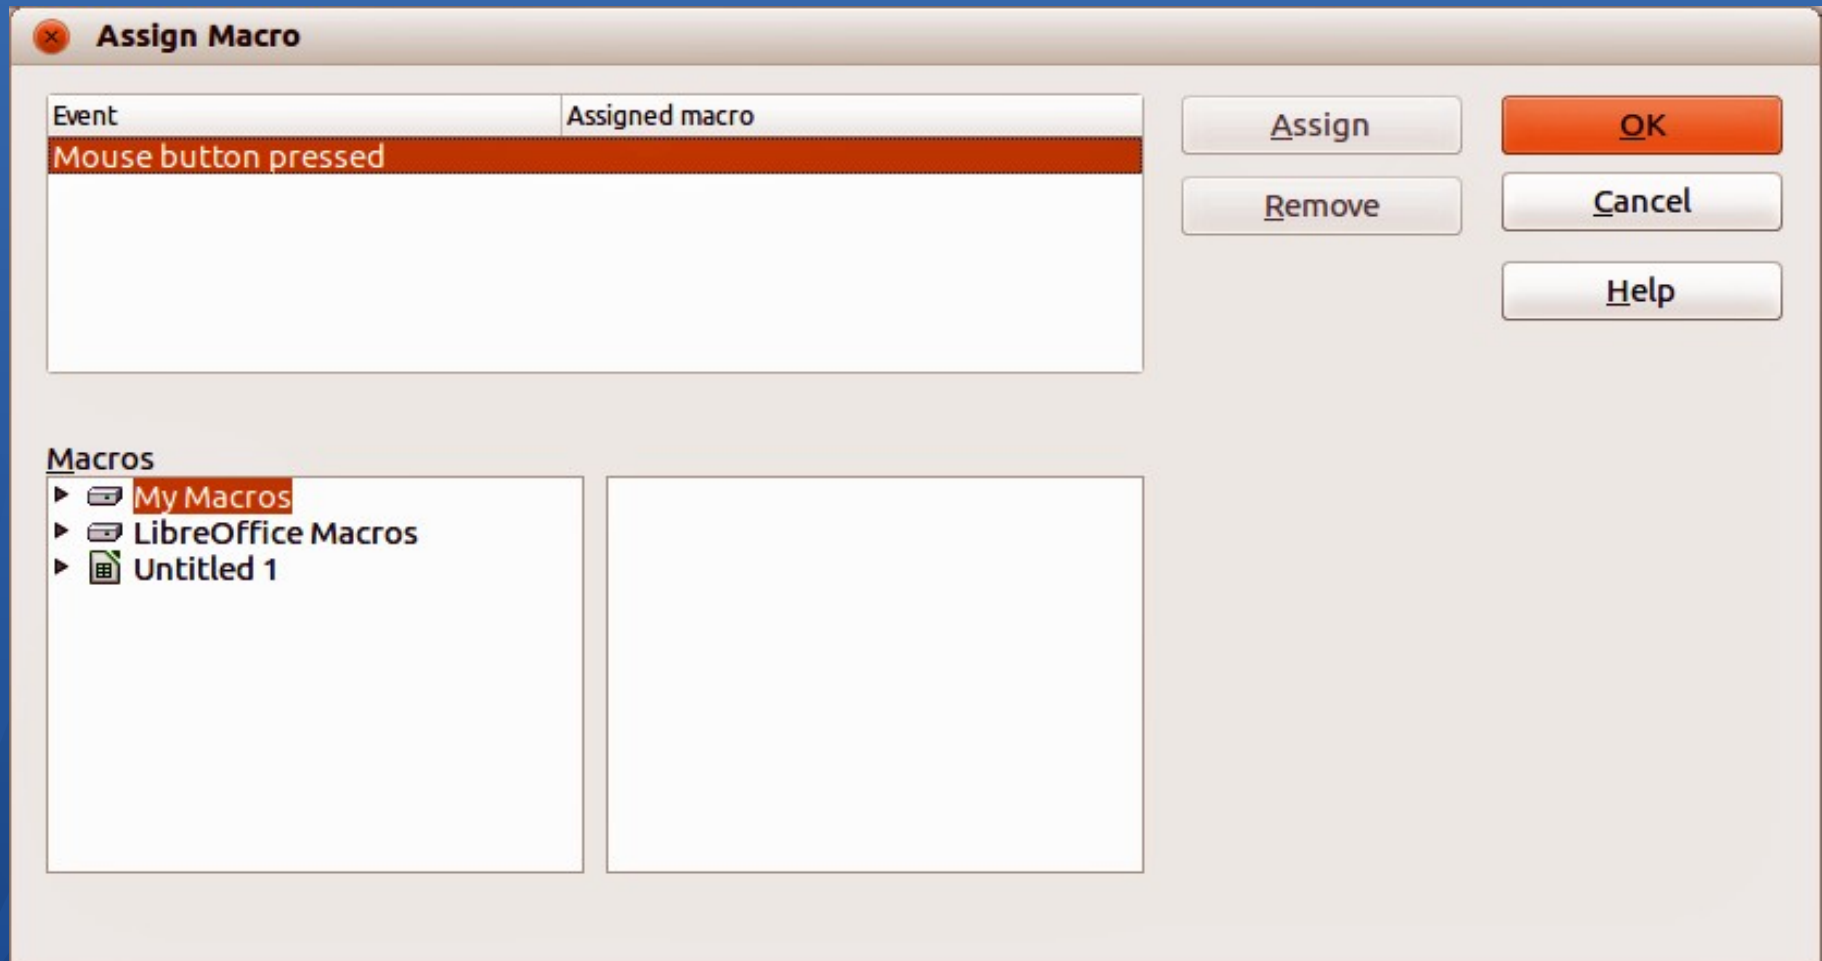 Assign Macro
Event Assigned macro
Mouse button pressed
Assign
Remove
OK
Cancel
Help
Macros
My Macros
LibreOffice Macros
Untitled 1